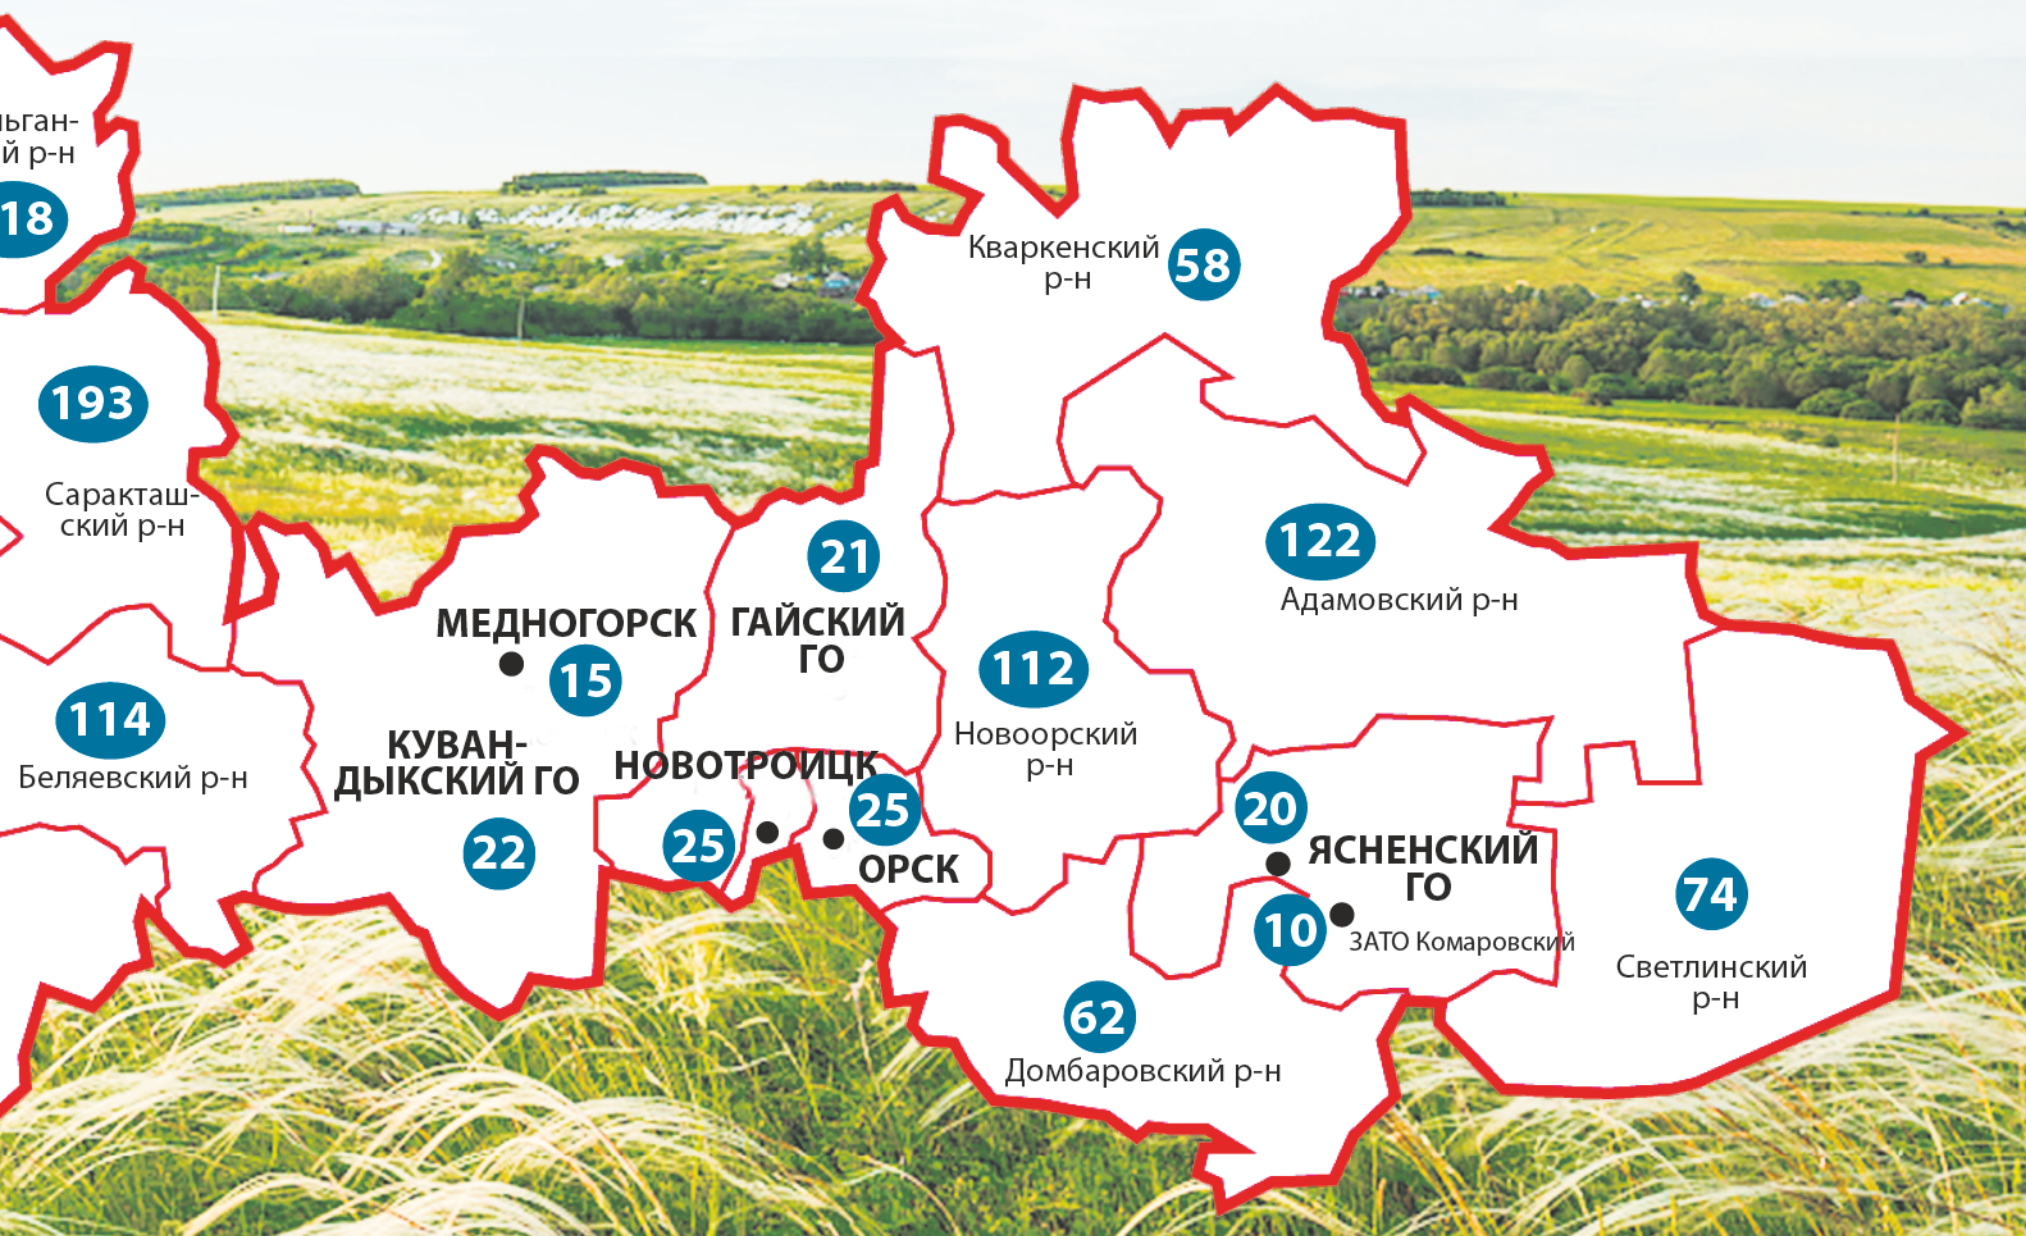 ьган-
й р-н
18
193
Саракташ-
ский р-н
114
Беляевский р-н
Кваркенский
р-н
58
21
ГАЙСКИЙ
ГО
МЕДНОГОРСК
15
КУВАН-
ДЫКСКИЙ ГО
22
НОВОТРОИЦК
25
25
ОРСК
112
Новоорский
р-н
122
Адамовский р-н
20
ЯСНЕНСКИЙ
ГО
10
ЗАТО Комаровский
74
Светлинский
р-н
62
Домбаровский р-н